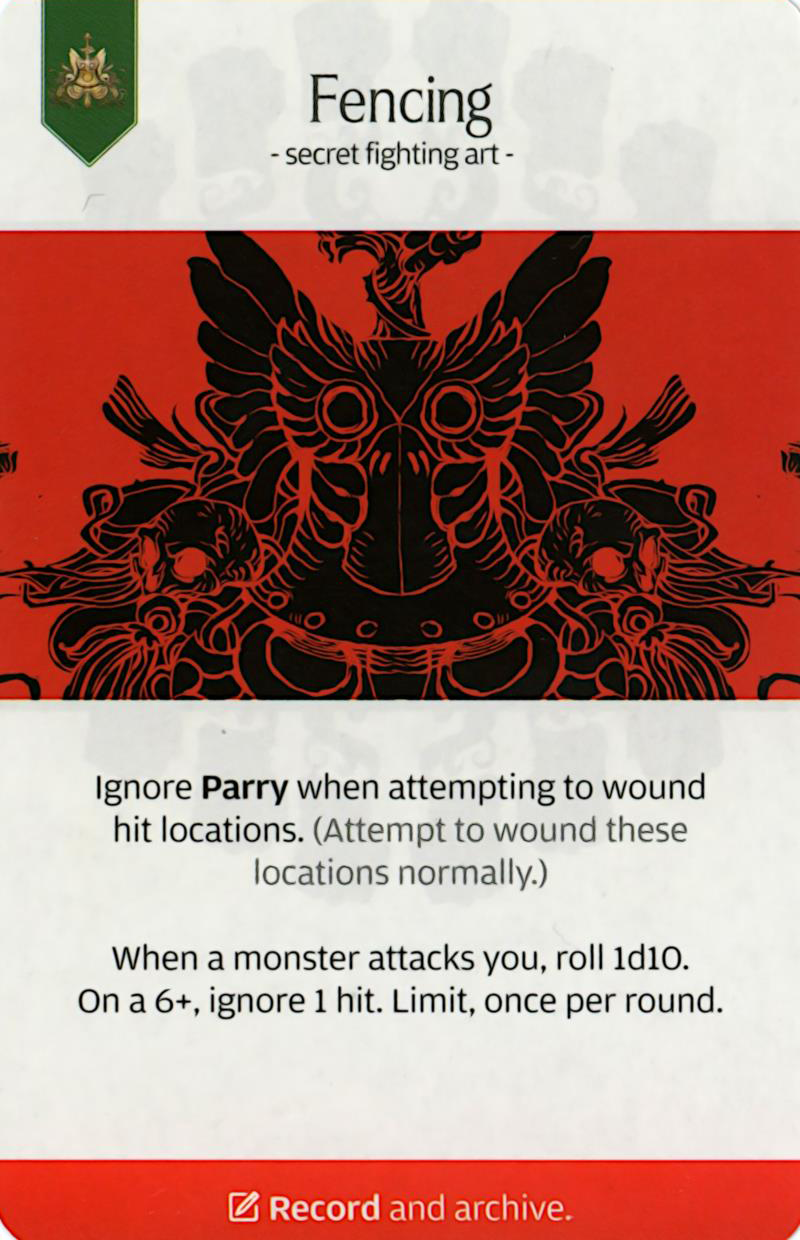 Fencing
- secret fighting art -
Ignore Parry when attempting to wound
hit locations. (Attempt to wound these
locations normally.)
When a monster attacks you, roll 1d10.
On a 6+, ignore 1 hit. Limit, once per round.
Record and archive.